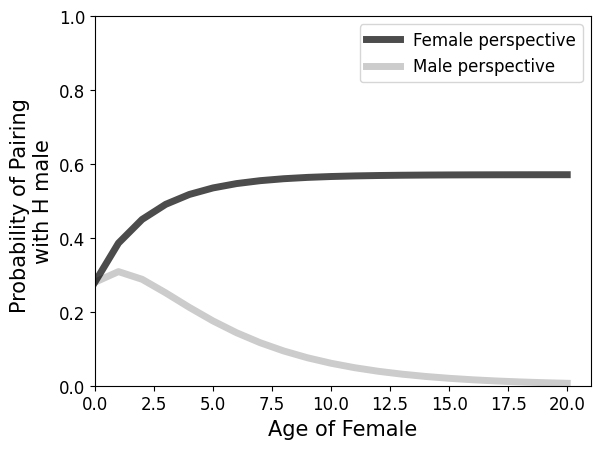 1.0
0.8
0.6
0.4
0.2
0.0
Probability of Pairing
with H male
Female perspective
Male perspective
0.0 2.5 5.0 7.5 10.0 12.5 15.0 17.5 20.0
Age of Female